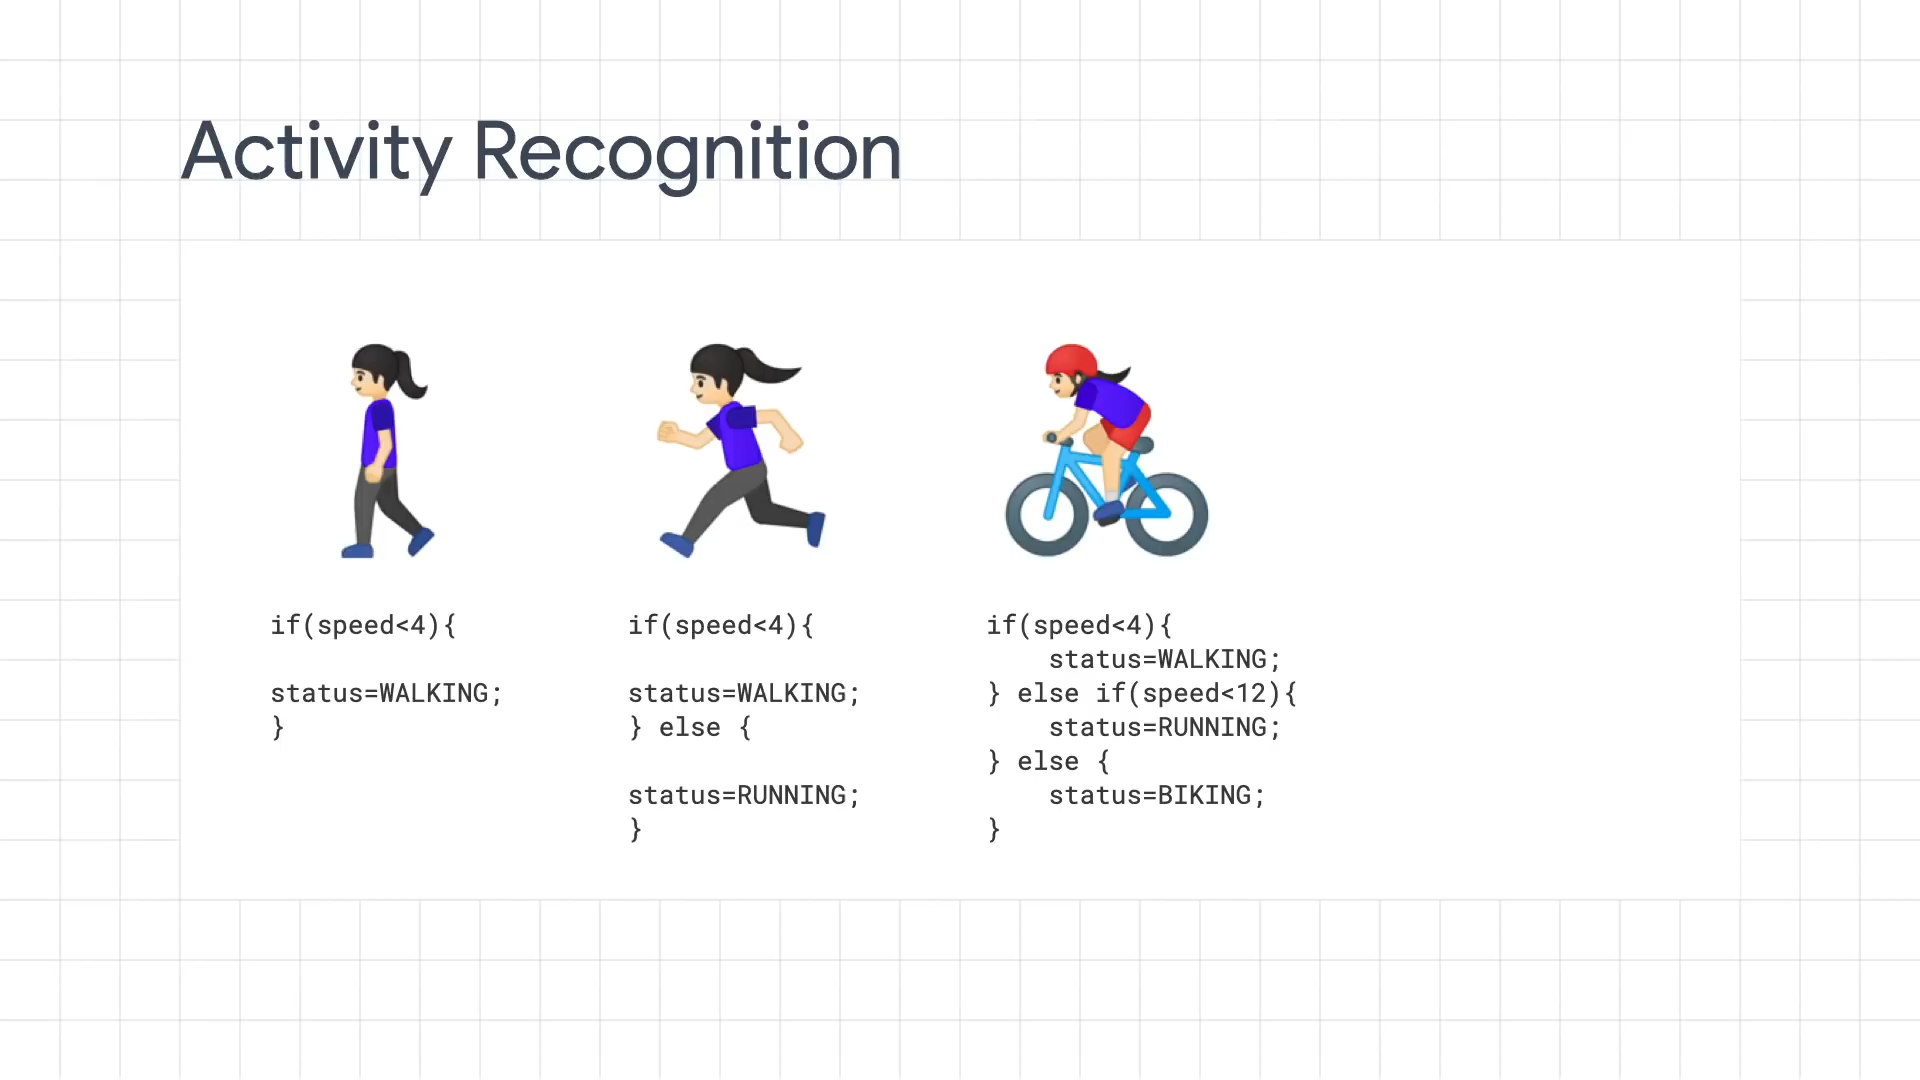 Activity Recognition
if(speed<4){
status=WALKING;
}
if(speed<4){
status=WALKING;
} else {
status=RUNNING;
}
if(speed<4){
    status=WALKING;
} else if(speed<12){
    status=RUNNING;
} else {
    status=BIKING;
}